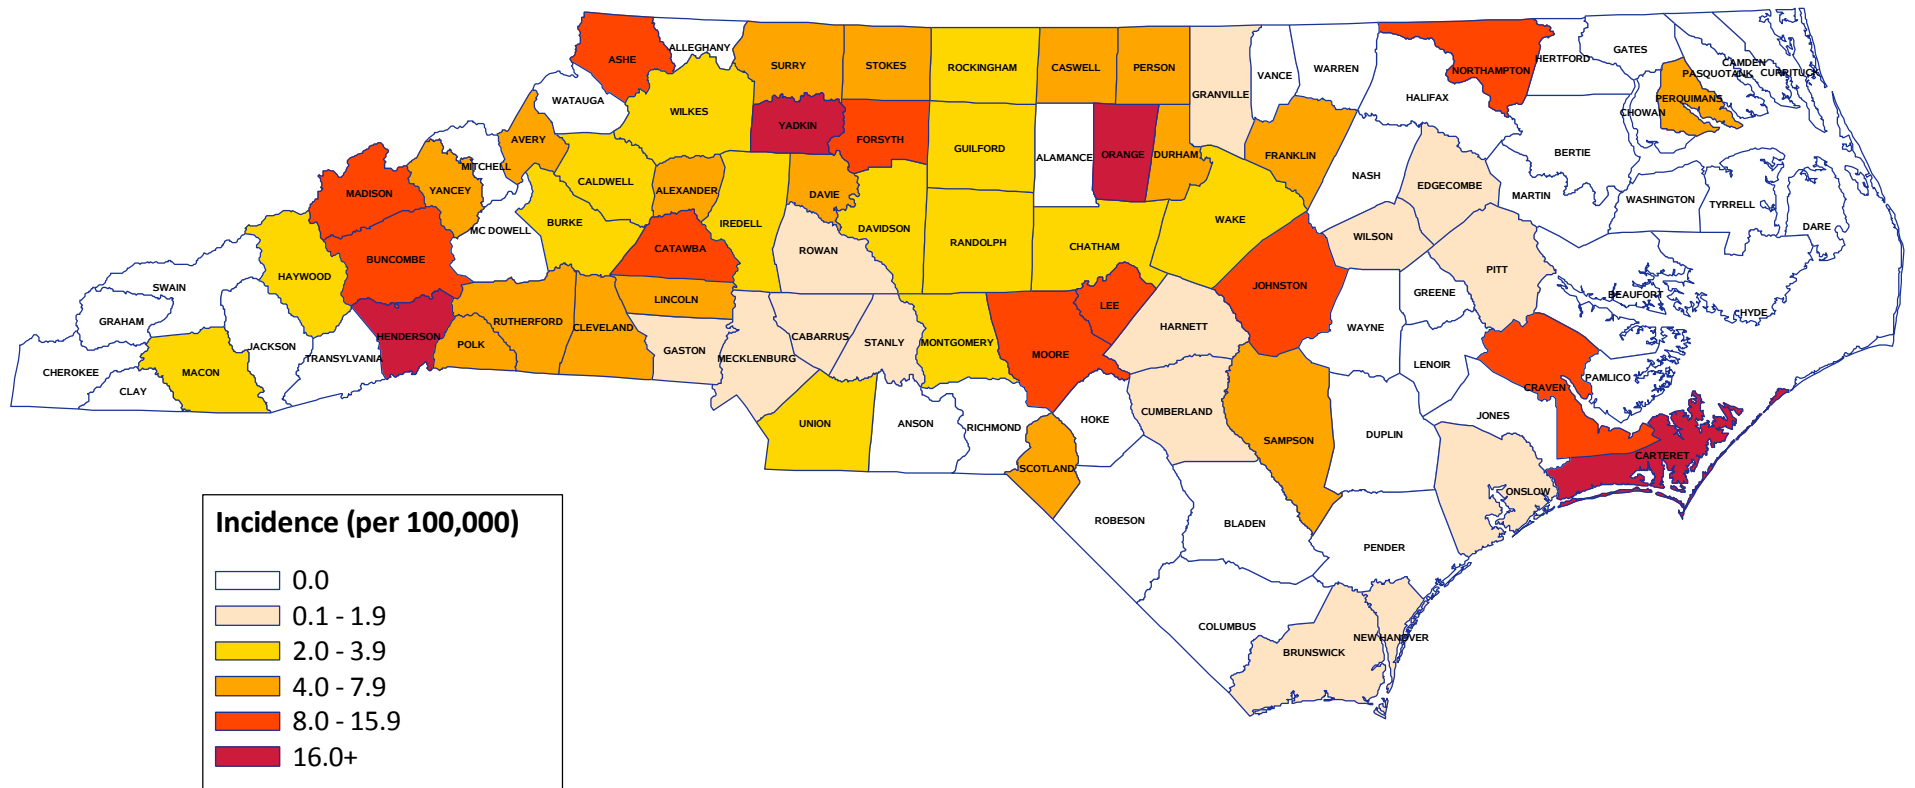 ALLEGHANY
ASHE
SURRY
STOKES
ROCKINGHAM
CASWELL
PERSON
VANCE
WARREN
NORTHAMPTON
HERTFORD
GATES
CAMDEN
PASQUOTANK
CURRITUCK
WATAUGA
WILKES
YADKIN
FORSYTH
GUILFORD
ALAMANCE
ORANGE
DURHAM
GRANVILLE
FRANKLIN
HALIFAX
PERQUIMANS
CHOWAN
BERTIE
AVERY
MITCHELL
MADISON
YANCEY
CALDWELL
ALEXANDER
DAVIE
NASH
EDGECOMBE
MARTIN
WASHINGTON
TYRRELL
DARE
MC DOWELL
BURKE
IREDELL
DAVIDSON
RANDOLPH
CHATHAM
WAKE
WILSON
BUNCOMBE
CATAWBA
ROWAN
PITT
HAYWOOD
SWAIN
GRAHAM
LINCOLN
JOHNSTON
GREENE
BEAUFORT
HYDE
RUTHERFORD
CLEVELAND
LEE
HARNETT
WAYNE
HENDERSON
POLK
GASTON
MECKLENBURG
CABARRUS
STANLY
MONTGOMERY
MOORE
JACKSON
TRANSYLVANIA
CHEROKEE
CLAY
MACON
LENOIR
CRAVEN
PAMLICO
UNION
ANSON
RICHMOND
HOKE
CUMBERLAND
SAMPSON
DUPLIN
JONES
SCOTLAND
CARTERET
ONSLOW
ROBESON
BLADEN
PENDER
COLUMBUS
BRUNSWICK
NEW HANOVER
Incidence (per 100,000)
0.0
0.1 - 1.9
2.0 - 3.9
4.0 - 7.9
8.0 - 15.9
16.0+